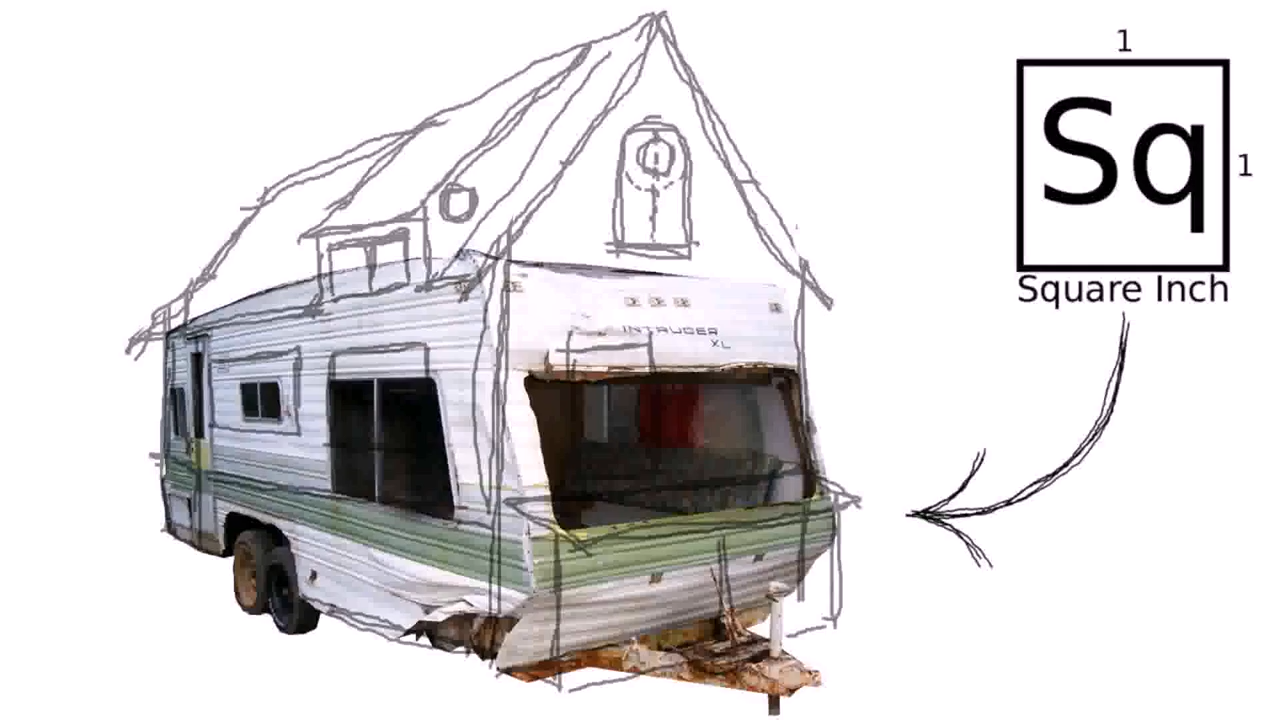 1
Sq
1
Square Inch
INTRUDER
XL